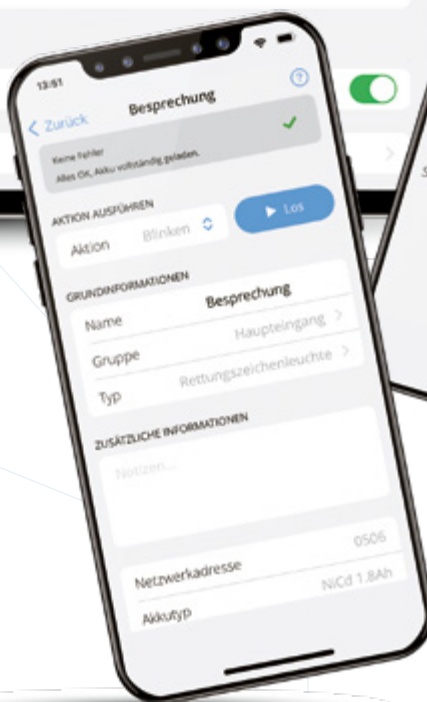 13:51
Zurück
Besprechung
?
Keine Fehler
Alles OK, Akku vollständig geladen.
AKTION AUSFÜHREN
Aktion Blinken
Los
GRUNDINFORMATIONEN
Name Besprechung
Gruppe Haupteingang
Typ Rettungszeichenleuchte
ZUSÄTZLICHE INFORMATIONEN
Notizen...
Netzwerkadresse 0506
Akkutyp NiCd 1.8Ah